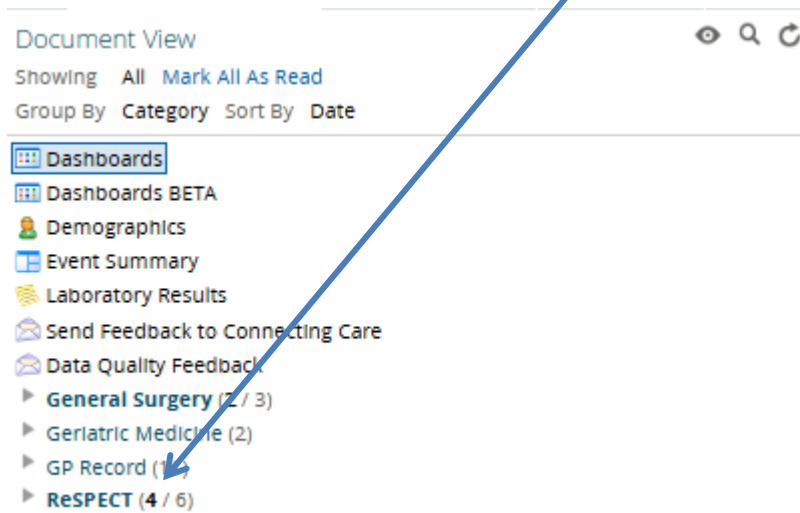 Document View
Showing All Mark All As Read
Group By Category Sort By Date
Dashboards
Dashboards BETA
Demographics
Event Summary
Laboratory Results
Send Feedback to Connecting Care
Data Quality Feedback
General Surgery (2 / 3)
Geriatric Medicine (2)
GP Record
ReSPECT (4 / 6)